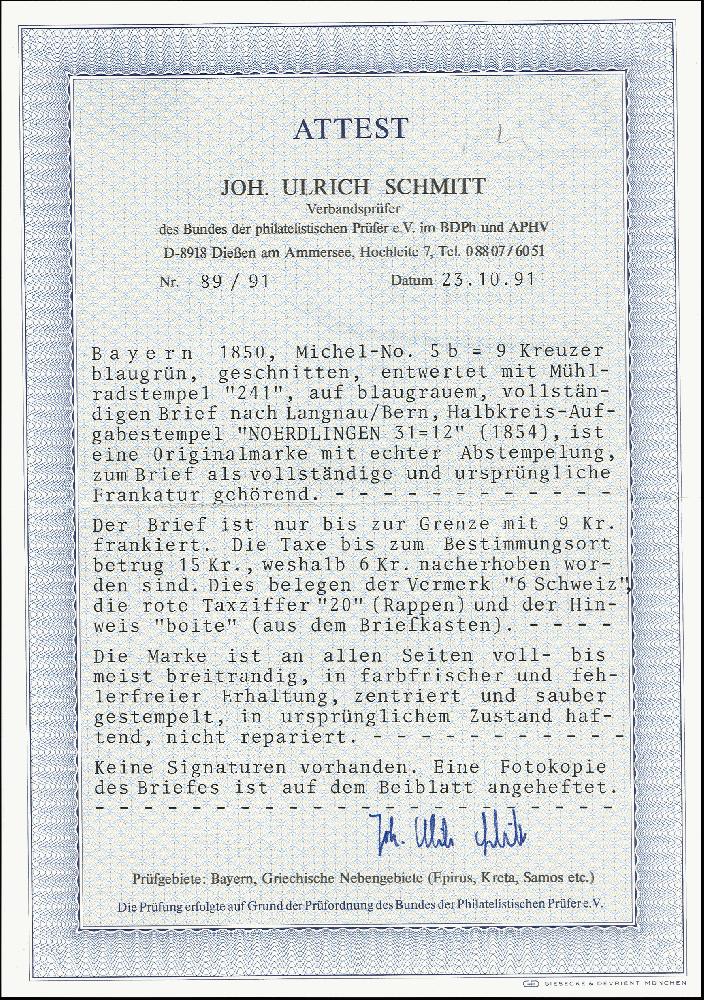 ATTEST
JOH. ULRICH SCHMITT
Verbandsprüfer
des Bundes der philatelistischen Prüfer e.V. im BDPh und APHV
D-8918 Dießen am Ammersee, Hochleite 7, Tel. 08807/6051
Nr. 89 / 91 Datum 23.10.91
Bayern 1850, Michel-No. 5b = 9 Kreuzer
blaugrün, geschnitten, entwertet mit Mühl-
radstempel "241", auf blaugrauem, vollstän-
digen Brief nach Langnau/Bern, Halbkreis-Auf-
gabestempel "NOERDLINGEN 31=12" (1854), ist
eine Originalmarke mit echter Abstempelung,
zum Brief als vollständige und ursprüngliche
Frankatur gehörend. - - - - - - - - - - - -
Der Brief ist nur bis zur Grenze mit 9 Kr.
frankiert. Die Taxe bis zum Bestimmungsort
betrug 15 Kr., weshalb 6 Kr. nacherhoben wor-
den sind. Dies belegen der Vermerk "6 Schweiz",
die rote Taxziffer "20" (Rappen) und der Hin-
weis "boite" (aus dem Briefkasten). - - - -
Die Marke ist an allen Seiten voll- bis
meist breitrandig, in farbfrischer und feh-
lerfreier Erhaltung, zentriert und sauber
gestempelt, in ursprünglichem Zustand haf-
tend, nicht repariert. - - - - - - - - - - -
Keine Signaturen vorhanden. Eine Fotokopie
des Briefes ist auf dem Beiblatt angeheftet.
- - - - - - - - - - - - - - - - - - - - - -
Joh. Ulrich Schmitt
Prüfgebiete: Bayern, Griechische Nebengebiete (Epirus, Kreta, Samos etc.)
Die Prüfung erfolgte auf Grund der Prüfordnung des Bundes der Philatelistischen Prüfer e.V.
GIESECKE & DEVRIENT MÜNCHEN